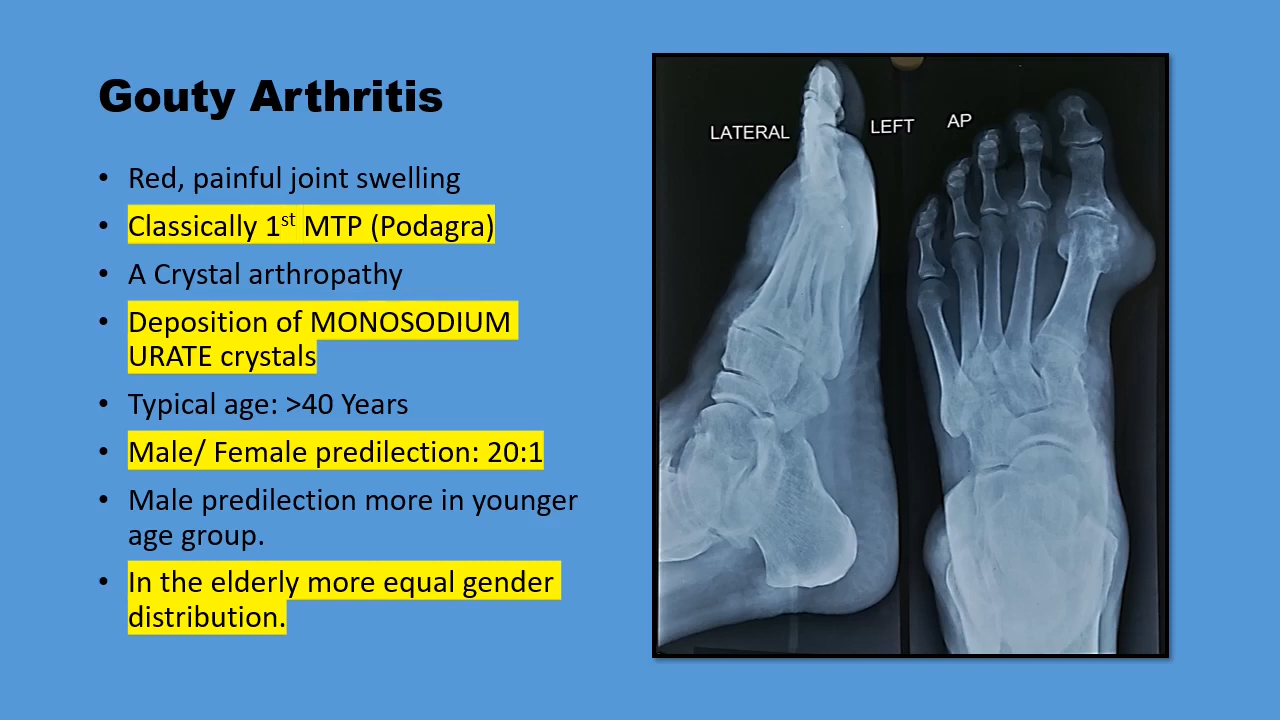 Gouty Arthritis
• Red, painful joint swelling
• Classically 1st MTP (Podagra)
• A Crystal arthropathy
• Deposition of MONOSODIUM
URATE crystals
• Typical age: >40 Years
• Male/ Female predilection: 20:1
• Male predilection more in younger
age group.
• In the elderly more equal gender
distribution.
LATERAL
LEFT
AP